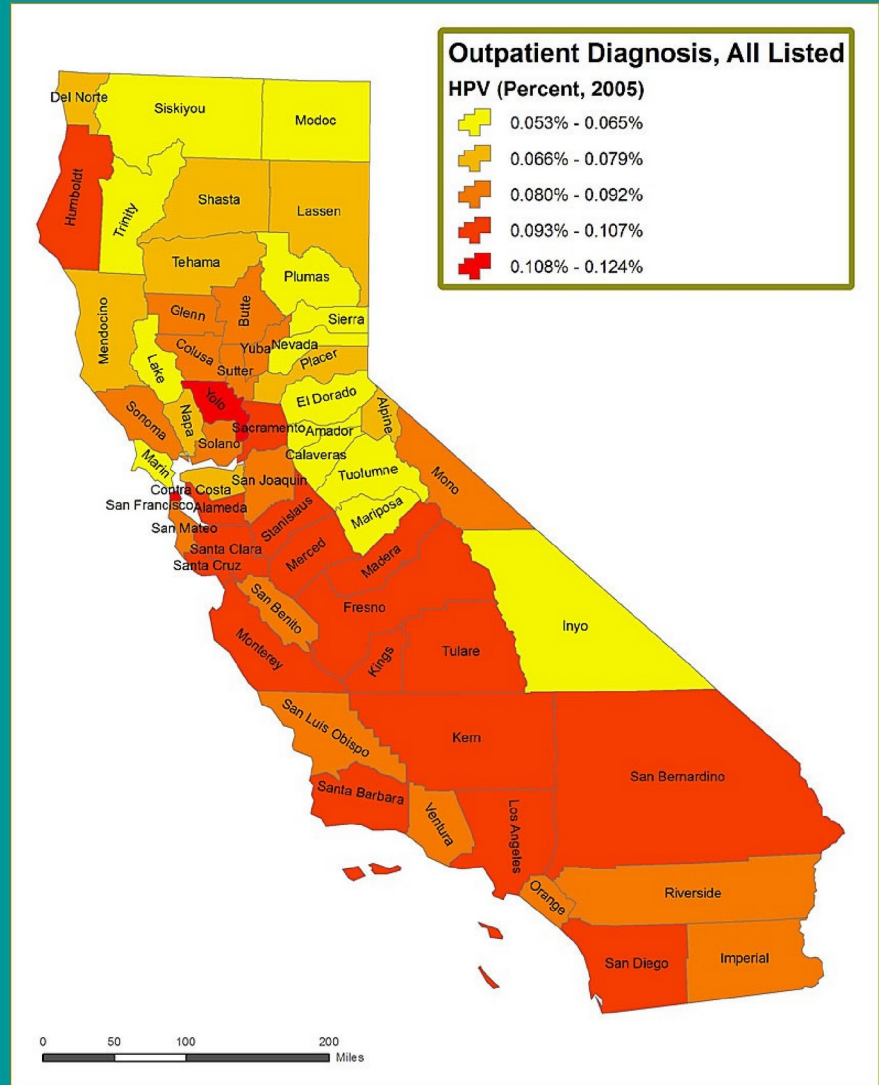 Outpatient Diagnosis, All Listed
HPV (Percent, 2005)
0.053% - 0.065%
0.066% - 0.079%
0.080% - 0.092%
0.093% - 0.107%
0.108% - 0.124%
Del Norte
Siskiyou
Modoc
Humboldt
Trinity
Shasta
Lassen
Tehama
Plumas
Mendocino
Glenn
Butte
Sierra
Lake
Colusa
Yuba
Nevada
Sutter
Placer
Yolo
El Dorado
Sonoma
Napa
Sacramento
Alpine
Solano
Amador
Marin
Calaveras
Tuolumne
Mono
Contra Costa
San Joaquin
San Francisco
Alameda
Stanislaus
Mariposa
San Mateo
Santa Clara
Merced
Madera
Santa Cruz
San Benito
Fresno
Inyo
Monterey
Kings
Tulare
San Luis Obispo
Kern
San Bernardino
Santa Barbara
Ventura
Los Angeles
Orange
Riverside
San Diego
Imperial
0 50 100 200
Miles